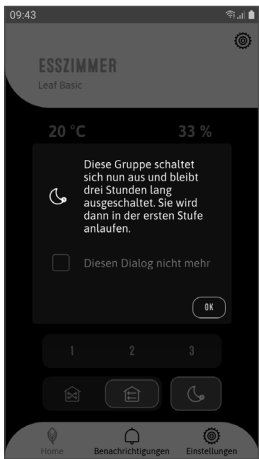 09:43
ESSZIMMER
Leaf Basic
20 °C
33 %
Diese Gruppe schaltet
sich nun aus und bleibt
drei Stunden lang
ausgeschaltet. Sie wird
dann in der ersten Stufe
anlaufen.
Diesen Dialog nicht mehr
OK
1
2
3
Home
Benachrichtigungen
Einstellungen